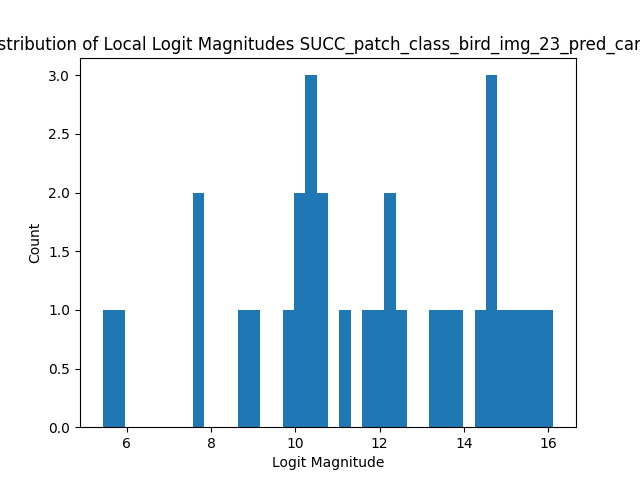 stribution of Local Logit Magnitudes SUCC_patch_class_bird_img_23_pred_car
3.0
2.5
2.0
1.5
1.0
0.5
0.0
Count
6 8 10 12 14 16
Logit Magnitude